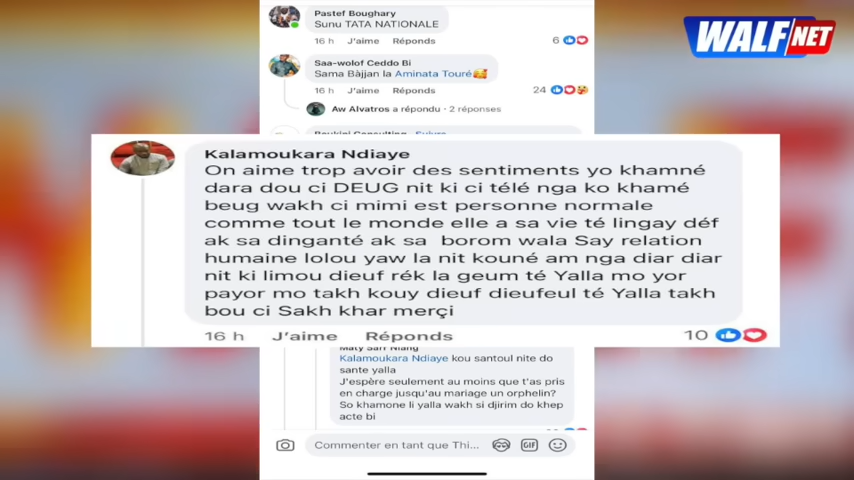 Pastef Boughary
Sunu TATA NATIONALE
16 h J'aime Réponds 6
WALF NET
Saa-wolof Ceddo Bi
Sama Bàjjan la Aminata Touré🥰
16 h J'aime Réponds 24
Aw Alvatros a répondu · 2 réponses
Kalamoukara Ndiaye
On aime trop avoir des sentiments yo khamné
dara dou ci DEUG nit ki ci télé nga ko khamé
beug wakh ci mimi est personne normale
comme tout le monde elle a sa vie té lingay déf
ak sa dinganté ak sa borom wala Say relation
humaine lolou yaw la nit kouné am nga diar diar
nit ki limou dieuf rék la geum té Yalla mo yor
payor mo takh kouy dieuf dieufeul té Yalla takh
bou ci Sakh khar merçi
16 h J'aime Réponds 10
Maty Sarr Niang
Kalamoukara Ndiaye kou santoul nite do
sante yalla
J'espère seulement au moins que t'as pris
en charge jusqu'au mariage un orphelin?
So khamone li yalla wakh si djirim do khep
acte bi
Commenter en tant que Thi... GIF